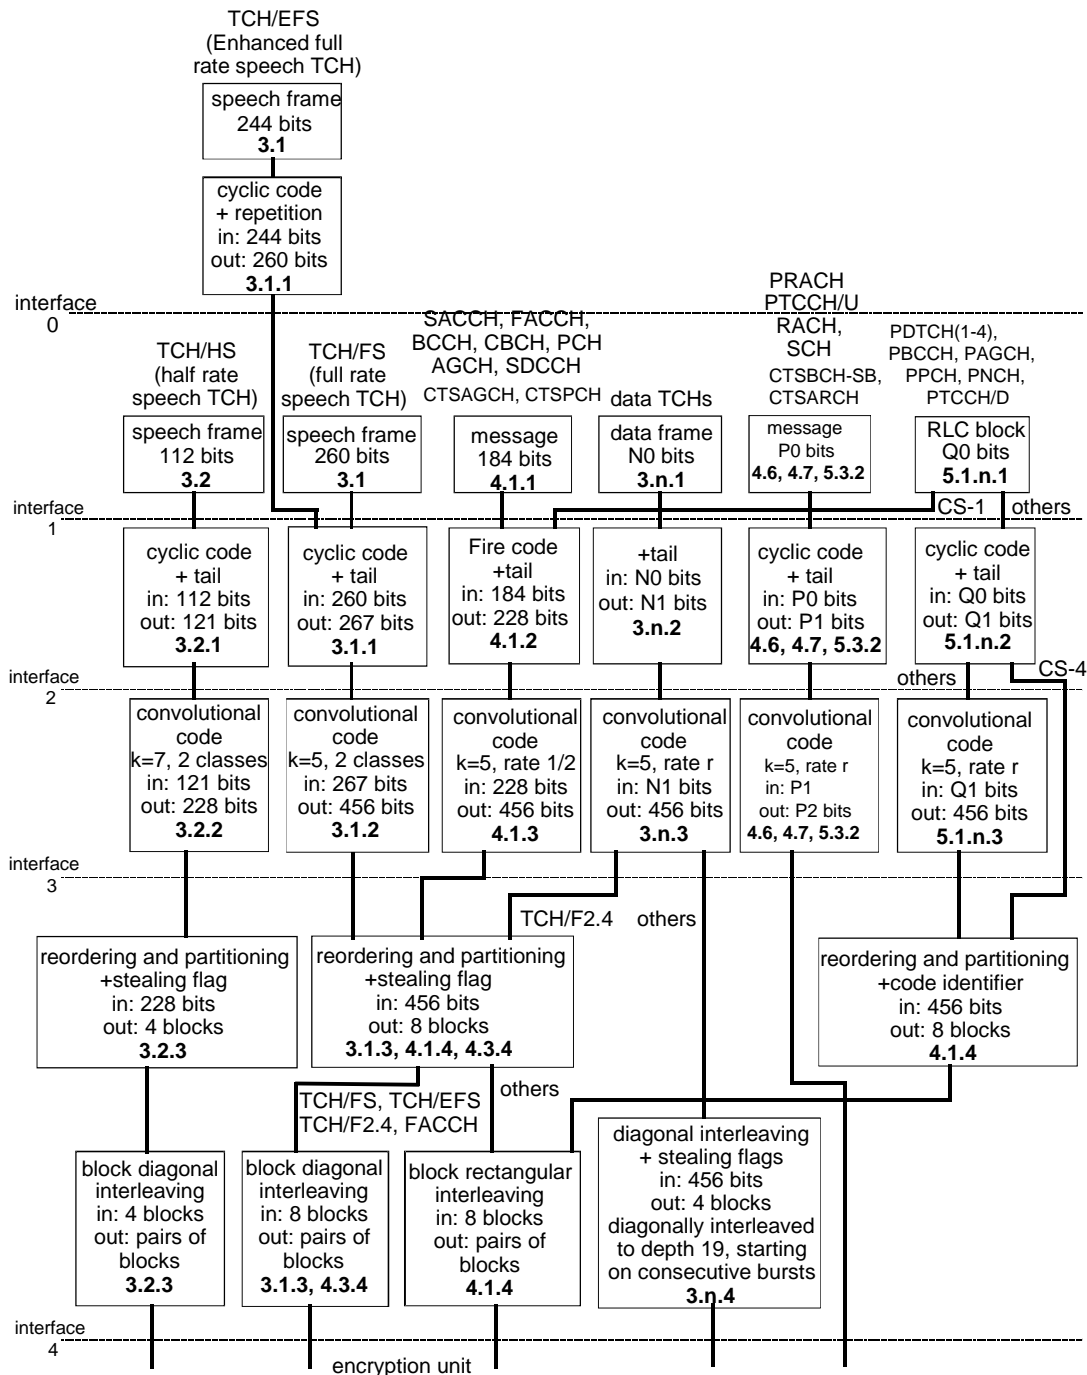 TCH/EFS
(Enhanced full
rate speech TCH)
speech frame
244 bits
3.1
cyclic code
+ repetition
in: 244 bits
out: 260 bits
3.1.1
interface
0
TCH/HS
(half rate
speech TCH)
TCH/FS
(full rate
speech TCH)
SACCH, FACCH,
BCCH, CBCH, PCH
AGCH, SDCCH
CTSAGCH, CTSPCH
data TCHs
PRACH
PTCCH/U
RACH,
SCH
CTSBCH-SB,
CTSARCH
PDTCH(1-4),
PBCCH, PAGCH,
PPCH, PNCH,
PTCCH/D
speech frame
112 bits
3.2
speech frame
260 bits
3.1
message
184 bits
4.1.1
data frame
N0 bits
3.n.1
message
P0 bits
4.6, 4.7, 5.3.2
RLC block
Q0 bits
5.1.n.1
interface
1
CS-1
others
cyclic code
+ tail
in: 112 bits
out: 121 bits
3.2.1
cyclic code
+ tail
in: 260 bits
out: 267 bits
3.1.1
Fire code
+tail
in: 184 bits
out: 228 bits
4.1.2
+tail
in: N0 bits
out: N1 bits
3.n.2
cyclic code
+ tail
in: P0 bits
out: P1 bits
4.6, 4.7, 5.3.2
cyclic code
+ tail
in: Q0 bits
out: Q1 bits
5.1.n.2
interface
2
others
CS-4
convolutional
code
k=7, 2 classes
in: 121 bits
out: 228 bits
3.2.2
convolutional
code
k=5, 2 classes
in: 267 bits
out: 456 bits
3.1.2
convolutional
code
k=5, rate 1/2
in: 228 bits
out: 456 bits
4.1.3
convolutional
code
k=5, rate r
in: N1 bits
out: 456 bits
3.n.3
convolutional
code
k=5, rate r
in: P1
out: P2 bits
4.6, 4.7, 5.3.2
convolutional
code
k=5, rate r
in: Q1 bits
out: 456 bits
5.1.n.3
interface
3
TCH/F2.4
others
reordering and partitioning
+stealing flag
in: 228 bits
out: 4 blocks
3.2.3
reordering and partitioning
+stealing flag
in: 456 bits
out: 8 blocks
3.1.3, 4.1.4, 4.3.4
reordering and partitioning
+code identifier
in: 456 bits
out: 8 blocks
4.1.4
TCH/FS, TCH/EFS
TCH/F2.4, FACCH
others
block diagonal
interleaving
in: 4 blocks
out: pairs of
blocks
3.2.3
block diagonal
interleaving
in: 8 blocks
out: pairs of
blocks
3.1.3, 4.3.4
block rectangular
interleaving
in: 8 blocks
out: pairs of
blocks
4.1.4
diagonal interleaving
+ stealing flags
in: 456 bits
out: 4 blocks
diagonally interleaved
to depth 19, starting
on consecutive bursts
3.n.4
interface
4
encryption unit